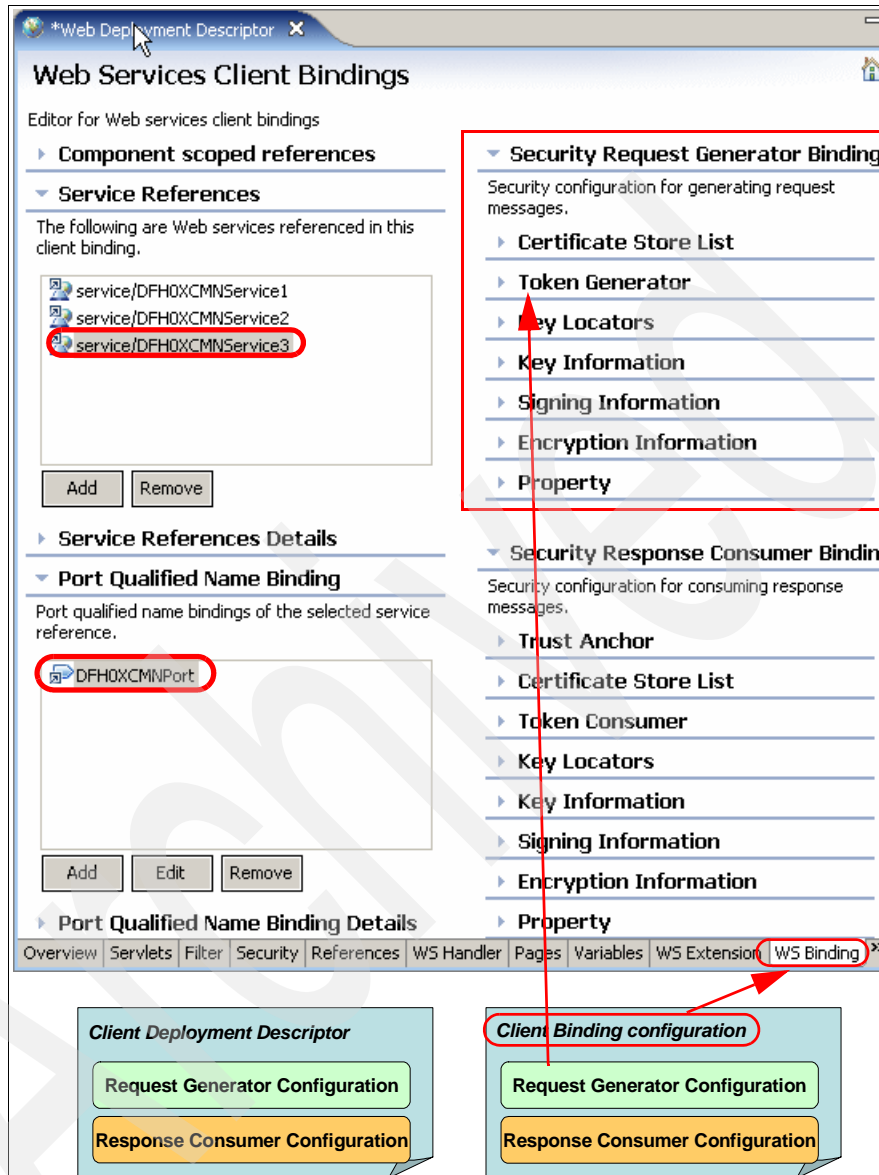 *Web Deployment Descriptor
Web Services Client Bindings
Editor for Web services client bindings
Component scoped references
Service References
The following are Web services referenced in this
client binding.
service/DFH0XCMNService1
service/DFH0XCMNService2
service/DFH0XCMNService3
Add Remove
Service References Details
Port Qualified Name Binding
Port qualified name bindings of the selected service
reference.
DFH0XCMNPort
Add Edit Remove
Port Qualified Name Binding Details
Security Request Generator Binding
Security configuration for generating request
messages.
Certificate Store List
Token Generator
Key Locators
Key Information
Signing Information
Encryption Information
Property
Security Response Consumer Bindin
Security configuration for consuming response
messages.
Trust Anchor
Certificate Store List
Token Consumer
Key Locators
Key Information
Signing Information
Encryption Information
Property
Overview Servlets Filter Security References WS Handler Pages Variables WS Extension WS Binding »
Client Deployment Descriptor
Request Generator Configuration
Response Consumer Configuration
Client Binding configuration
Request Generator Configuration
Response Consumer Configuration
Archived